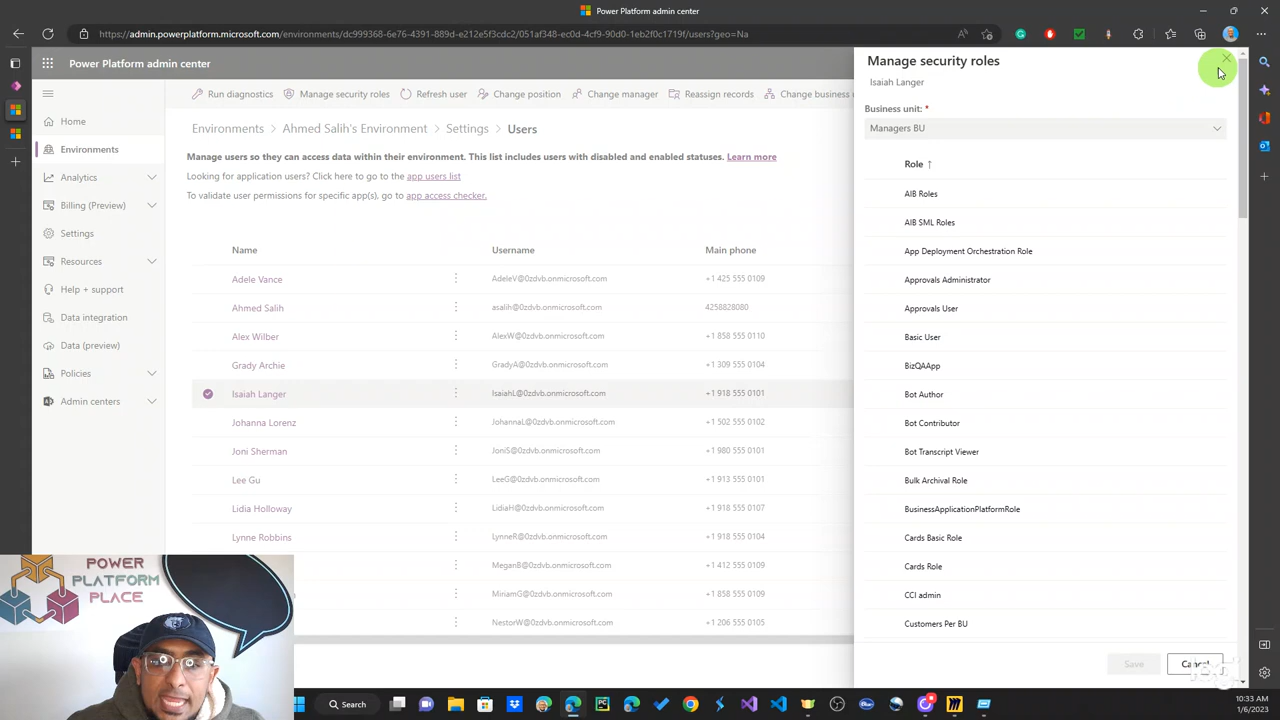 Power Platform admin center
https://admin.powerplatform.microsoft.com/environments/dc999368-6e76-4391-889d-e212e5f3cdc2/051af348-ec0d-4cf9-90d0-1eb2f0c1719f/users?geo=Na
Power Platform admin center
Manage security roles
Isaiah Langer
Run diagnostics
Manage security roles
Refresh user
Change position
Change manager
Reassign records
Change business
Business unit: *
Managers BU
Home
Environments
Analytics
Billing (Preview)
Settings
Resources
Help + support
Data integration
Data (preview)
Policies
Admin centers
Environments > Ahmed Salih's Environment > Settings > Users
Manage users so they can access data within their environment. This list includes users with disabled and enabled statuses. Learn more
Looking for application users? Click here to go to the app users list
To validate user permissions for specific app(s), go to app access checker.
Name Username Main phone
Adele Vance AdeleV@0zdvb.onmicrosoft.com +1 425 555 0109
Ahmed Salih asalih@0zdvb.onmicrosoft.com 4258828080
Alex Wilber AlexW@0zdvb.onmicrosoft.com +1 858 555 0110
Grady Archie GradyA@0zdvb.onmicrosoft.com +1 309 555 0104
Isaiah Langer IsaiahL@0zdvb.onmicrosoft.com +1 918 555 0101
Johanna Lorenz JohannaL@0zdvb.onmicrosoft.com +1 502 555 0102
Joni Sherman JoniS@0zdvb.onmicrosoft.com +1 980 555 0101
Lee Gu LeeG@0zdvb.onmicrosoft.com +1 913 555 0101
Lidia Holloway LidiaH@0zdvb.onmicrosoft.com +1 918 555 0107
Lynne Robbins LynneR@0zdvb.onmicrosoft.com +1 918 555 0104
MeganB@0zdvb.onmicrosoft.com +1 412 555 0109
MiriamG@0zdvb.onmicrosoft.com +1 858 555 0109
NestorW@0zdvb.onmicrosoft.com +1 206 555 0105
Role ↑
AIB Roles
AIB SML Roles
App Deployment Orchestration Role
Approvals Administrator
Approvals User
Basic User
BizQAApp
Bot Author
Bot Contributor
Bot Transcript Viewer
Bulk Archival Role
BusinessApplicationPlatformRole
Cards Basic Role
Cards Role
CCI admin
Customers Per BU
Save
Cancel
POWER
PLATFORM
PLACE
Search
10:33 AM
1/6/2023